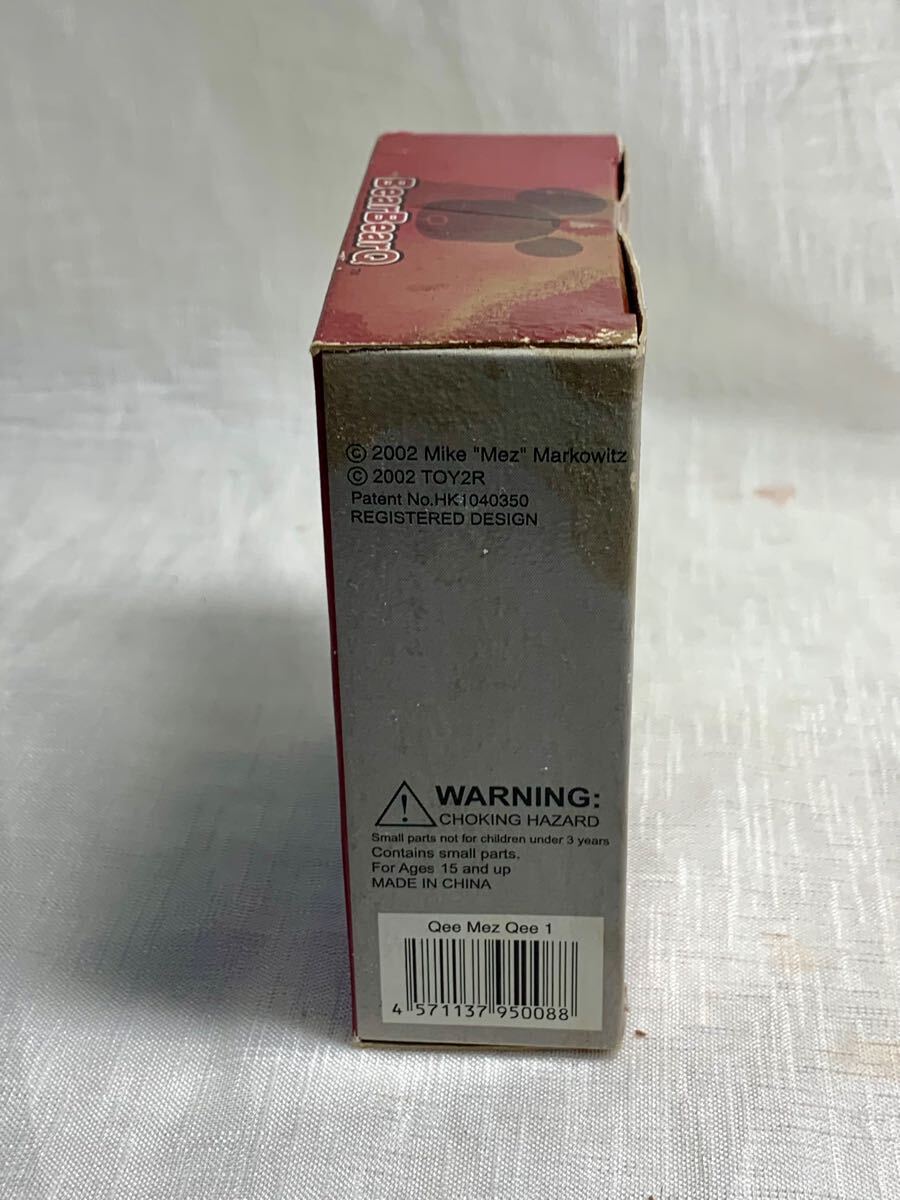 BearBearQ™
© 2002 Mike "Mez" Markowitz
© 2002 TOY2R
Patent No.HK1040350
REGISTERED DESIGN
WARNING:
CHOKING HAZARD
Small parts not for children under 3 years
Contains small parts.
For Ages 15 and up
MADE IN CHINA
Qee Mez Qee 1
4 571137 950088